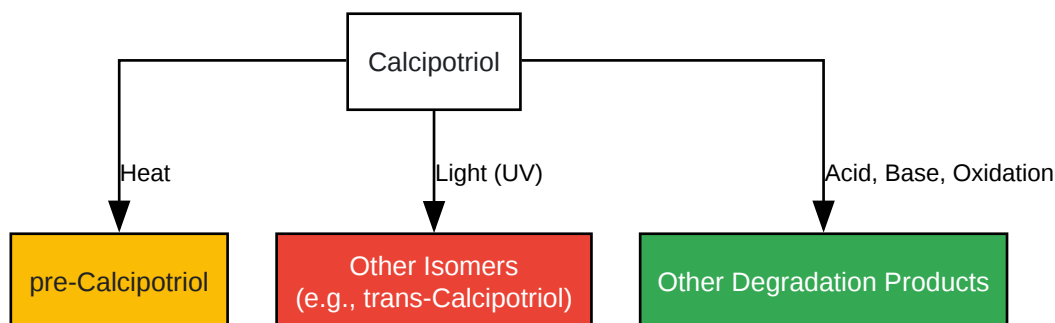 Calcipotriol
Heat
Light (UV)
Acid, Base, Oxidation
pre-Calcipotriol
Other Isomers
(e.g., trans-Calcipotriol)
Other Degradation Products